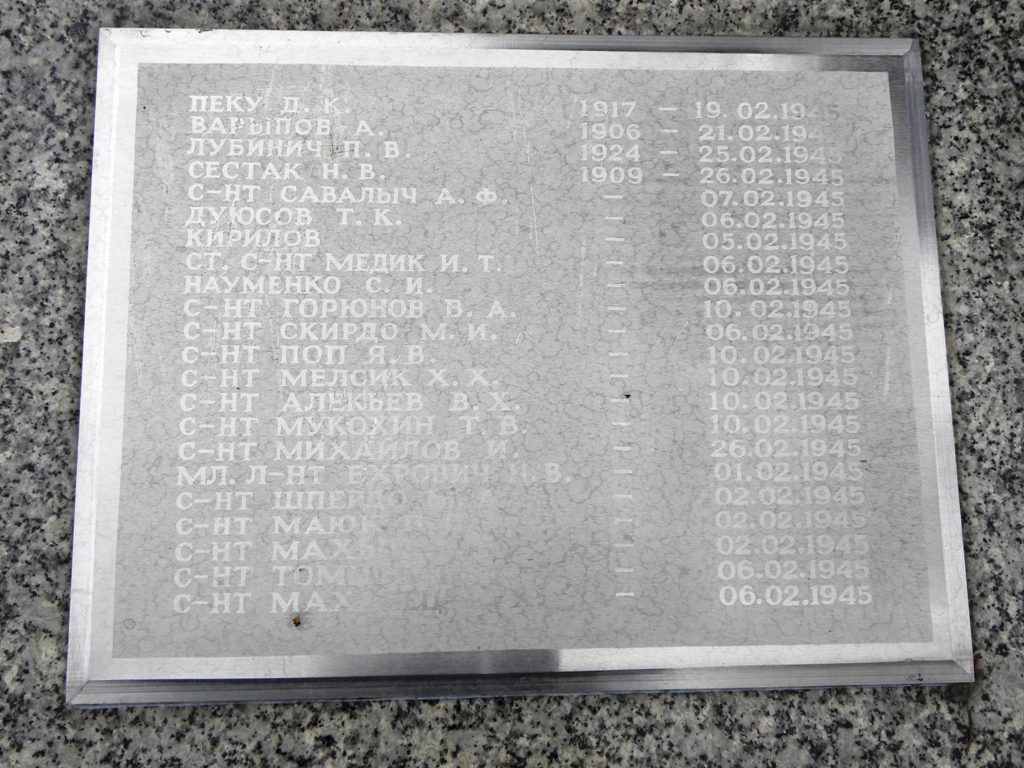 ПЕКУ Д. К. 1917 – 19.02.19
ВАРЫПОВ А. 1906 – 21.02.19
ЛУБИНИЧ П. В. 1924 – 25.02.1945
СЕСТАК Н. В. 1909 – 26.02.1945
С-НТ САВАЛЫЧ А. Ф. – 07.02.1945
ДУЮСОВ Т. К. – 06.02.1945
КИРИЛОВ – 05.02.1945
СТ. С-НТ МЕДИК И. Т. – 06.02.1945
НАУМЕНКО С. И. – 06.02.1945
С-НТ ГОРЮНОВ В. А. – 10.02.1945
С-НТ СКИРДО М. И. – 06.02.1945
С-НТ ПОП Я. В. – 10.02.1945
С-НТ МЕЛСИК Х. Х. – 10.02.1945
С-НТ АЛЕКЬЕВ В. Х. – 10.02.1945
С-НТ МУКОХИН Т. В. – 10.02.1945
С-НТ МИХАЙЛОВ И. – 26.02.1945
МЛ. Л-НТ В. – 01.02.1945
С-НТ – 02.02.1945
С-НТ МАЮК – 02.02.1945
С-НТ – 02.02.1945
С-НТ – 06.02.1945
С-НТ – 06.02.1945